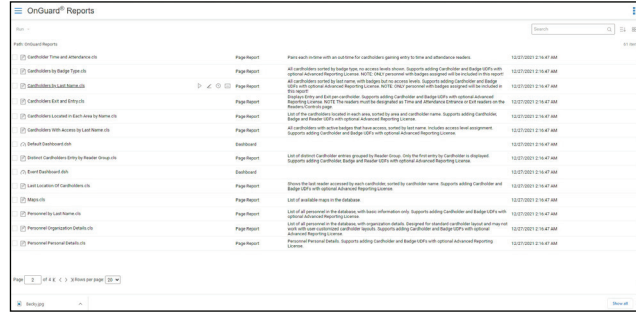 OnGuard® Reports
Run
Search
Path: OnGuard Reports
Cardholder Time and Attendance.cls Page Report Pairs each in-time with an out-time for cardholders gaining entry to time and attendance readers. 12/27/2021 2:16:47 AM
Cardholders by Badge Type.cls Page Report All cardholders sorted by badge type, no access levels shown. Supports adding Cardholder and Badge UDFs with
optional Advanced Reporting License. NOTE: ONLY personnel with badges assigned will be included in this report! 12/27/2021 2:16:47 AM
Cardholders by Last Name.cls Page Report All cardholders sorted by last name, with badges but no access levels. Supports adding Cardholder and Badge
UDFs with optional Advanced Reporting License. NOTE: ONLY personnel with badges assigned will be included in
this report! 12/27/2021 2:16:47 AM
Cardholders Exit and Entry.cls Page Report Displays Entry and Exit per cardholder. Supports adding Cardholder and Badge UDFs with optional Advanced
Reporting License. NOTE The readers must be designated as Time and Attendance Entrance or Exit readers on the
Readers/Controls page. 12/27/2021 2:16:47 AM
Cardholders Located in Each Area by Name.cls Page Report List of the cardholders located in each area, sorted by area and cardholder name. Supports adding Cardholder,
Badge and Reader UDFs with optional Advanced Reporting License. 12/27/2021 2:16:47 AM
Cardholders With Access by Last Name.cls Page Report All cardholders with active badges that have access, sorted by last name. Includes access level assignment.
Supports adding Cardholder and Badge UDFs with optional Advanced Reporting License. 12/27/2021 2:16:47 AM
Default Dashboard.dsh Dashboard 12/27/2021 2:16:47 AM
Distinct Cardholders Entry by Reader Group.cls Page Report List of distinct Cardholder entries grouped by Reader Group. Only the first entry by Cardholder is displayed.
Supports adding Cardholder, Badge and Reader UDFs with optional Advanced Reporting License. 12/27/2021 2:16:47 AM
Event Dashboard.dsh Dashboard 12/27/2021 2:16:47 AM
Last Location Of Cardholders.cls Page Report Shows the last reader accessed by each cardholder, sorted by cardholder name. Supports adding Cardholder and
Badge UDFs with optional Advanced Reporting License. 12/27/2021 2:16:47 AM
Maps.cls Page Report List of available maps in the database. 12/27/2021 2:16:47 AM
Personnel by Last Name.cls Page Report List of all personnel in the database, with basic information only. Supports adding Cardholder and Badge UDFs with
optional Advanced Reporting License. 12/27/2021 2:16:47 AM
Personnel Organization Details.cls Page Report List of all personnel in the database, with organization details. Designed for standard cardholder layout and may not
work with user customized cardholder layouts. Supports adding Cardholder and Badge UDFs with optional
Advanced Reporting License. 12/27/2021 2:16:47 AM
Personnel Personal Details.cls Page Report Personnel Personal Details. Supports adding Cardholder and Badge UDFs with optional Advanced Reporting
License. 12/27/2021 2:16:47 AM
Page 2 of 4 Rows per page 20
Show all